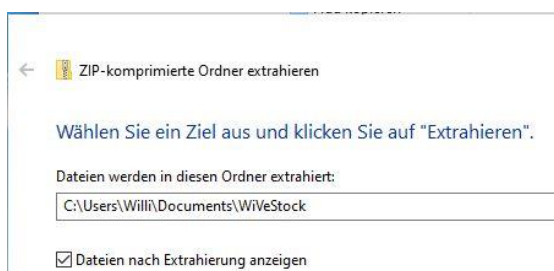 ZIP-komprimierte Ordner extrahieren
Wählen Sie ein Ziel aus und klicken Sie auf "Extrahieren".
Dateien werden in diesen Ordner extrahiert:
C:\Users\Willi\Documents\WiVeStock
Dateien nach Extrahierung anzeigen